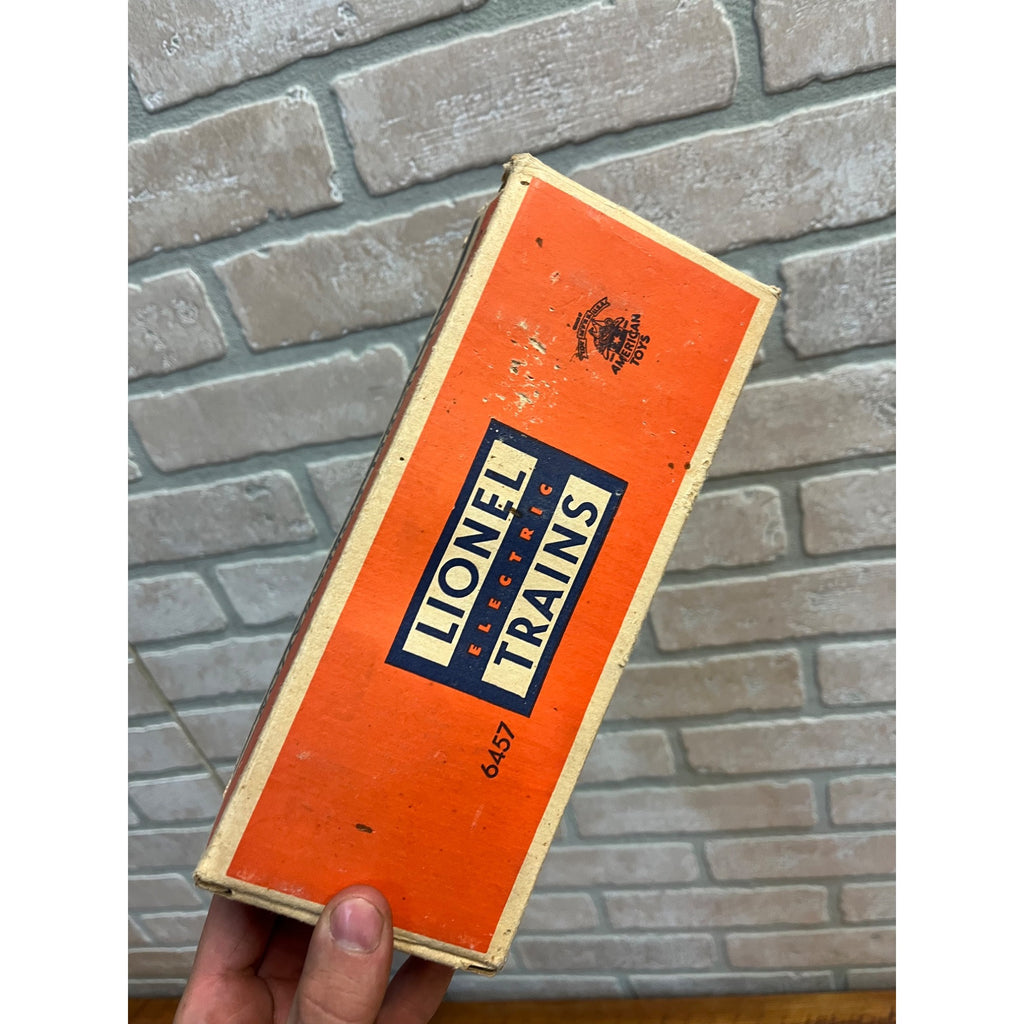 AMERICAN
TOYS
LIONEL
ELECTRIC
TRAINS
6457